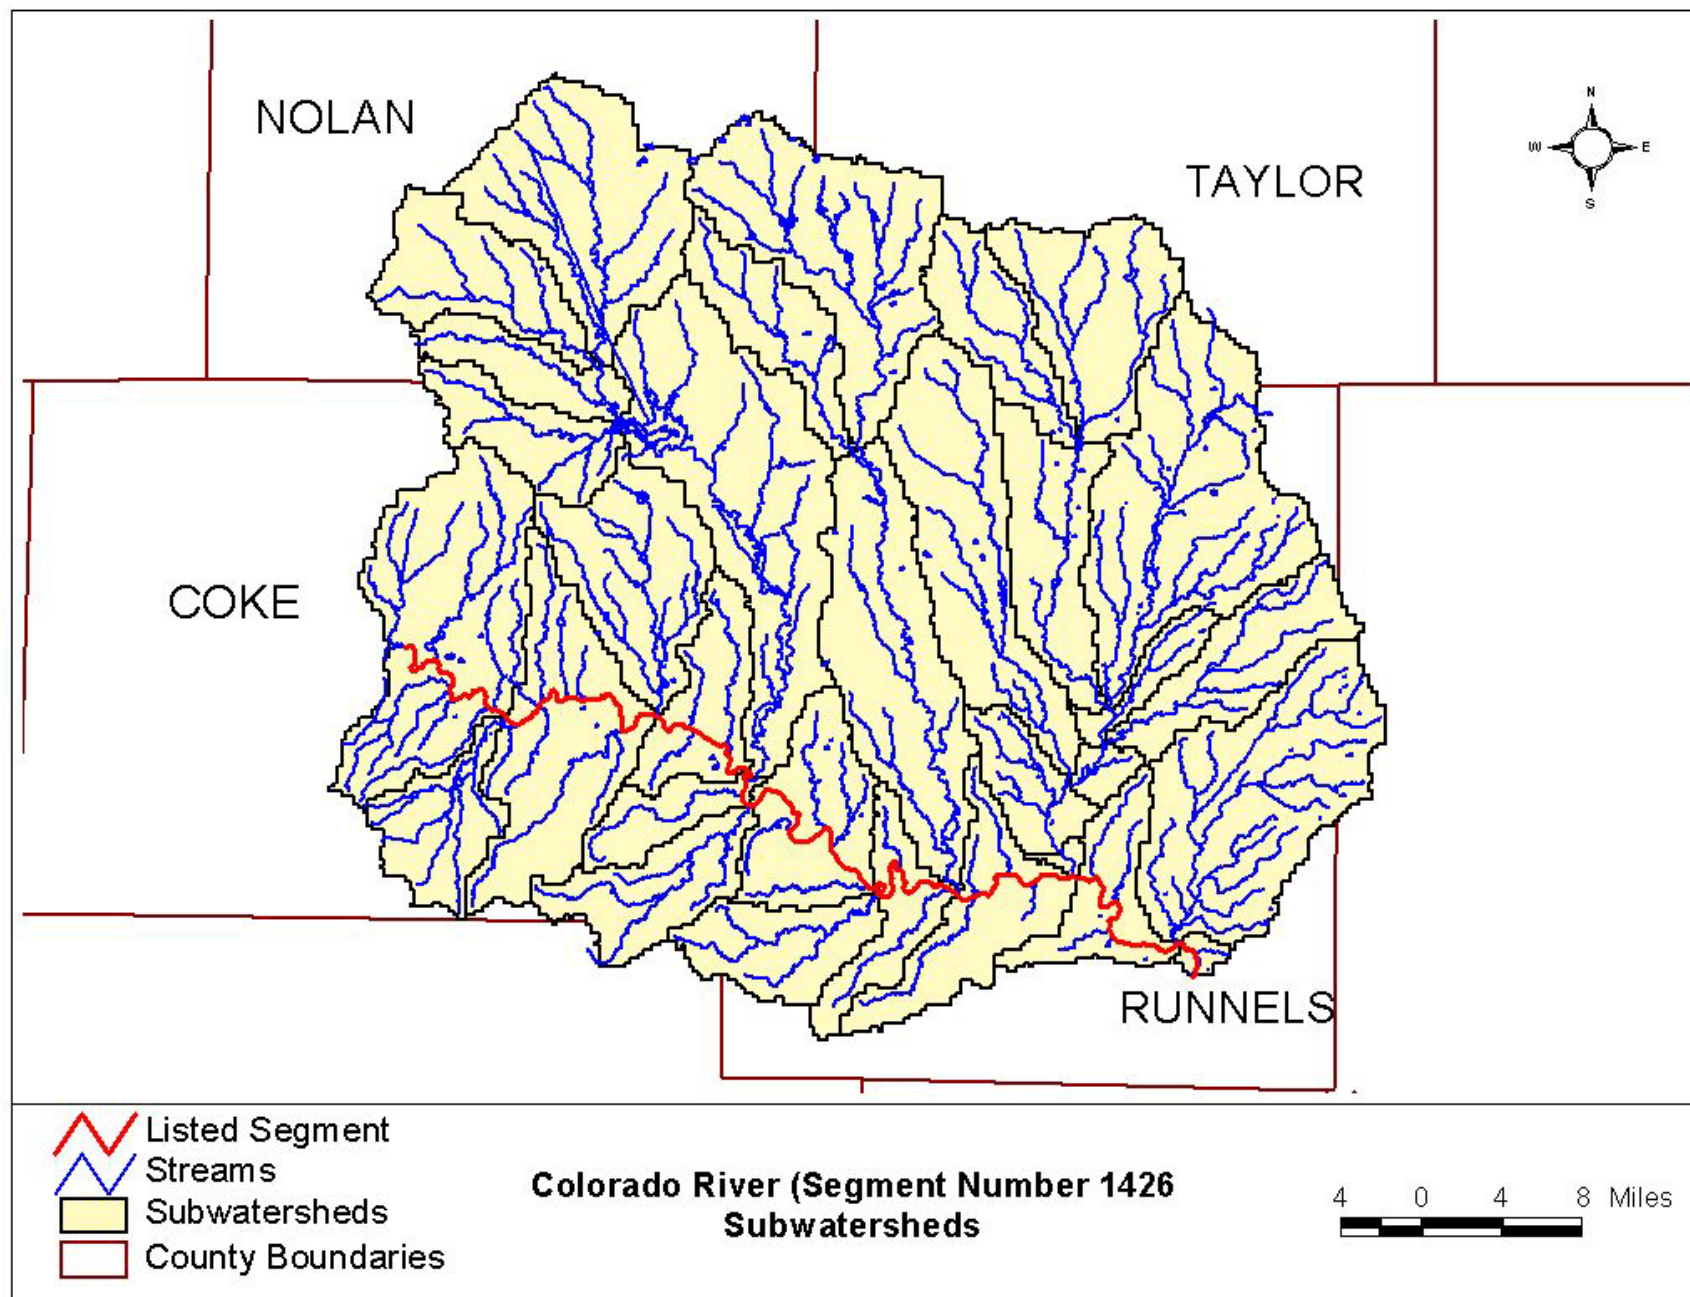 NOLAN
TAYLOR
N
W E
S
COKE
RUNNELS
Listed Segment
Streams
Subwatersheds
County Boundaries
Colorado River (Segment Number 1426
Subwatersheds
4 0 4 8 Miles